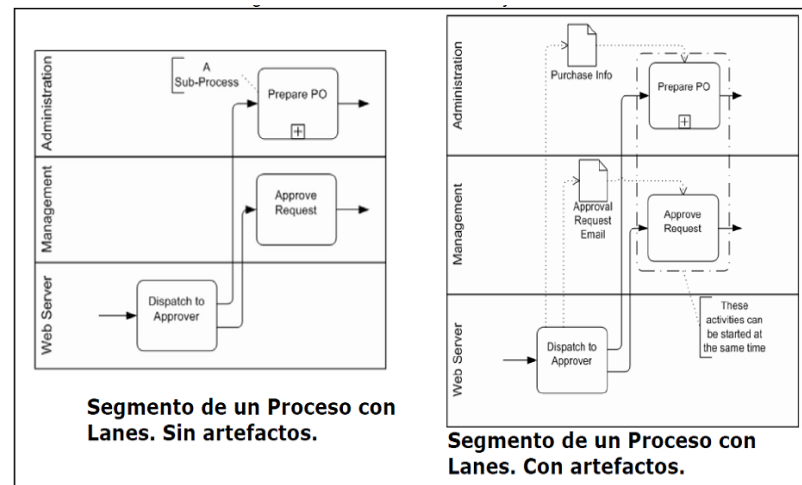 Administration
A
Sub-Process
Prepare PO
Management
Approve
Request
Web Server
Dispatch to
Approver
Segmento de un Proceso con
Lanes. Sin artefactos.
Administration
Purchase Info
Prepare PO
Management
Approval
Request
Email
Approve
Request
Web Server
Dispatch to
Approver
These
activities can
be started at
the same time
Segmento de un Proceso con
Lanes. Con artefactos.